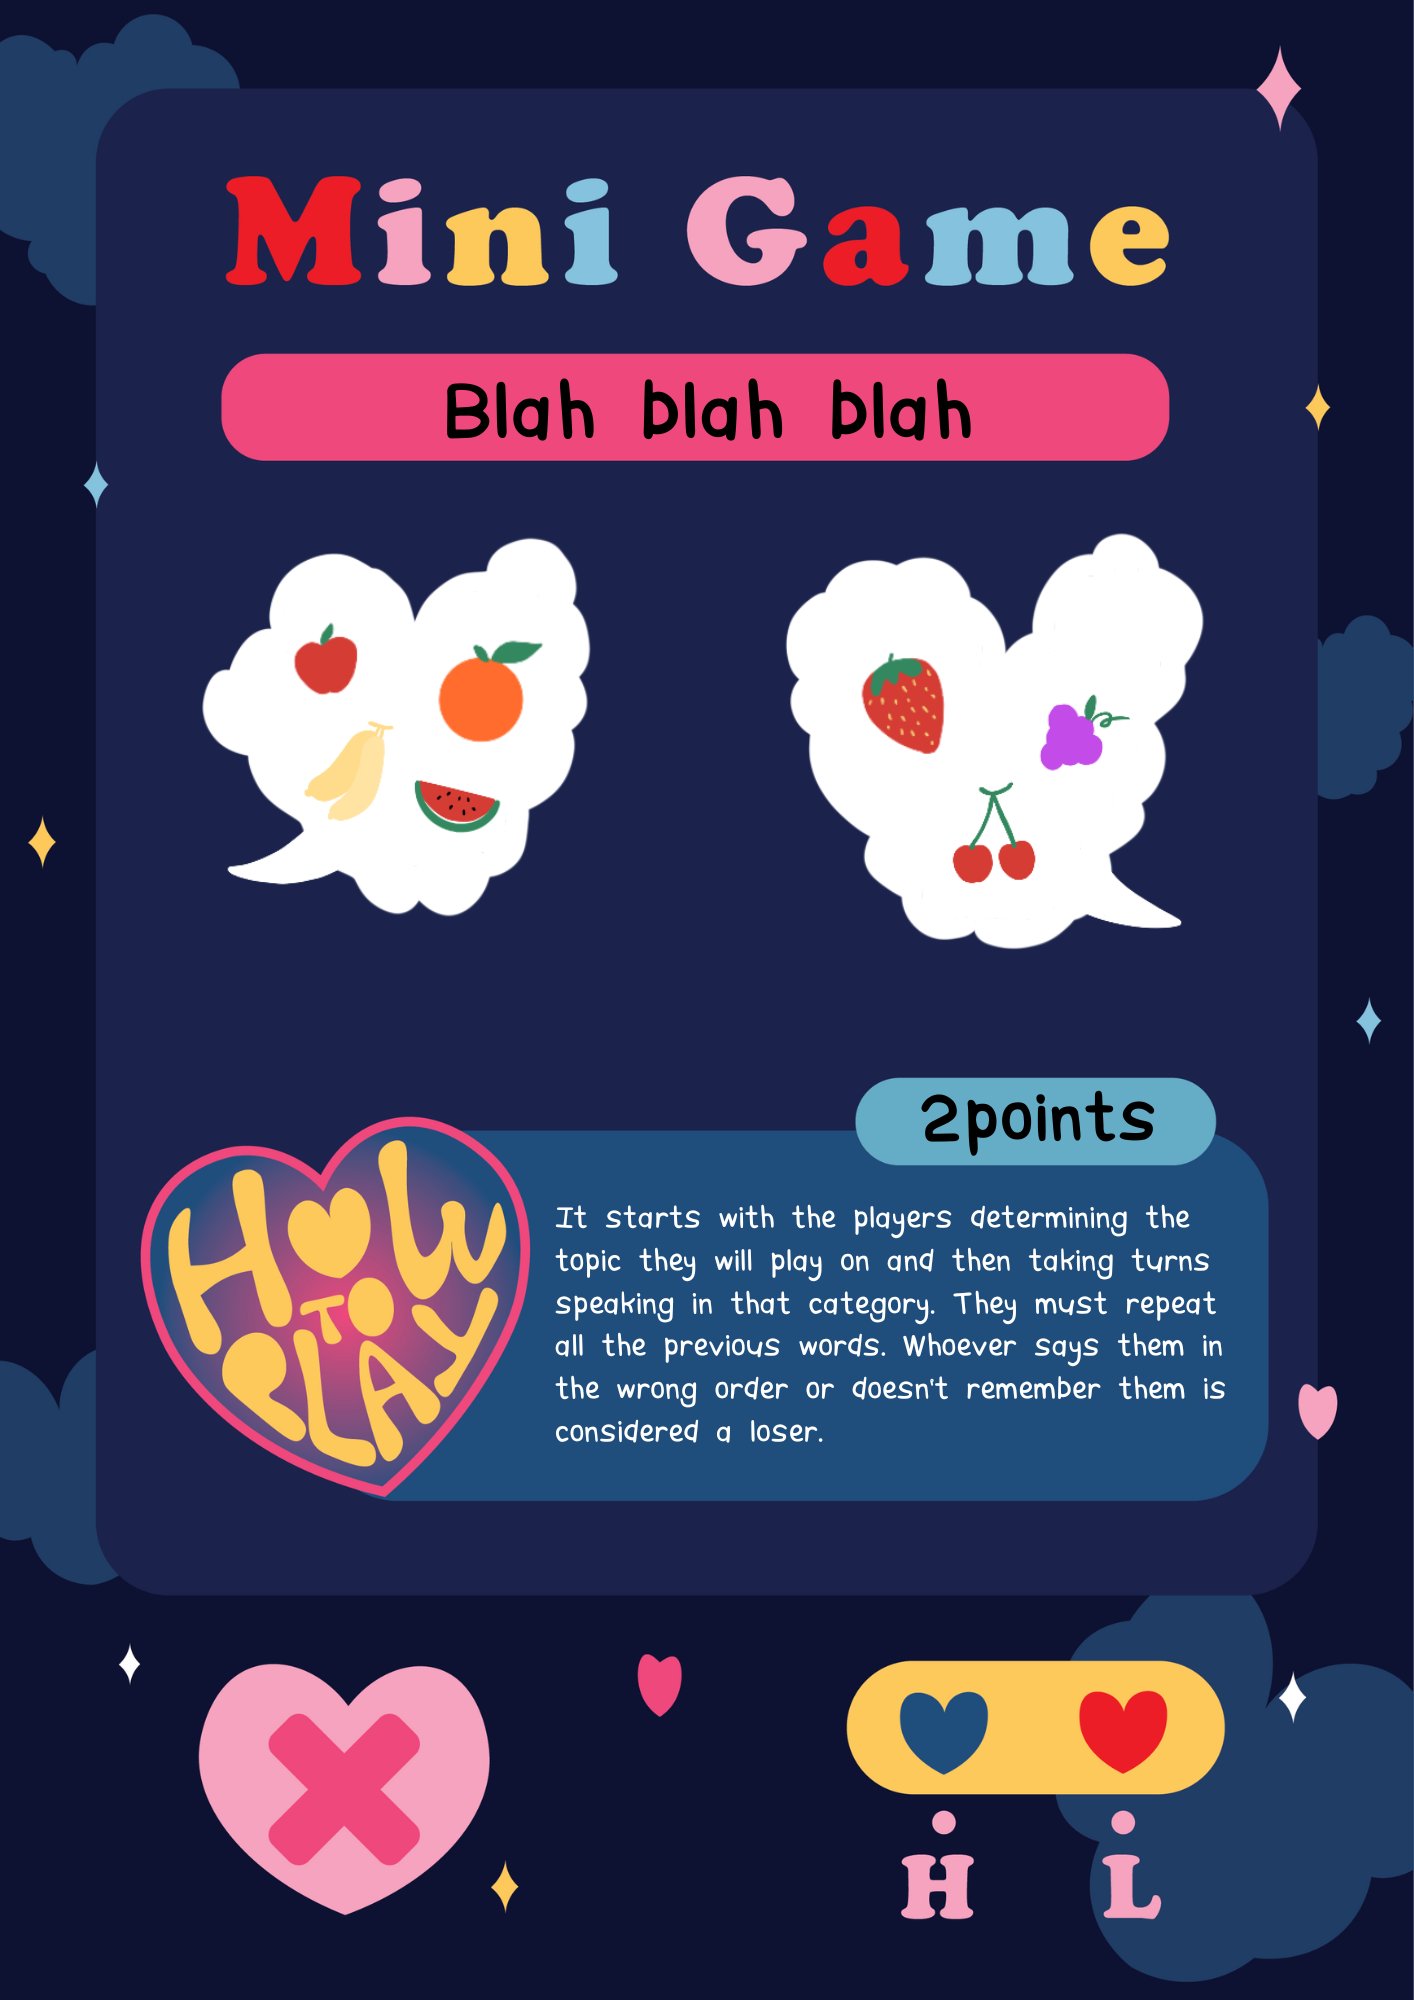 Mini Game
Blah blah blah
2points
How
TO
PLAY
It starts with the players determining the
topic they will play on and then taking turns
speaking in that category. They must repeat
all the previous words. Whoever says them in
the wrong order or doesn't remember them is
considered a loser.
H L